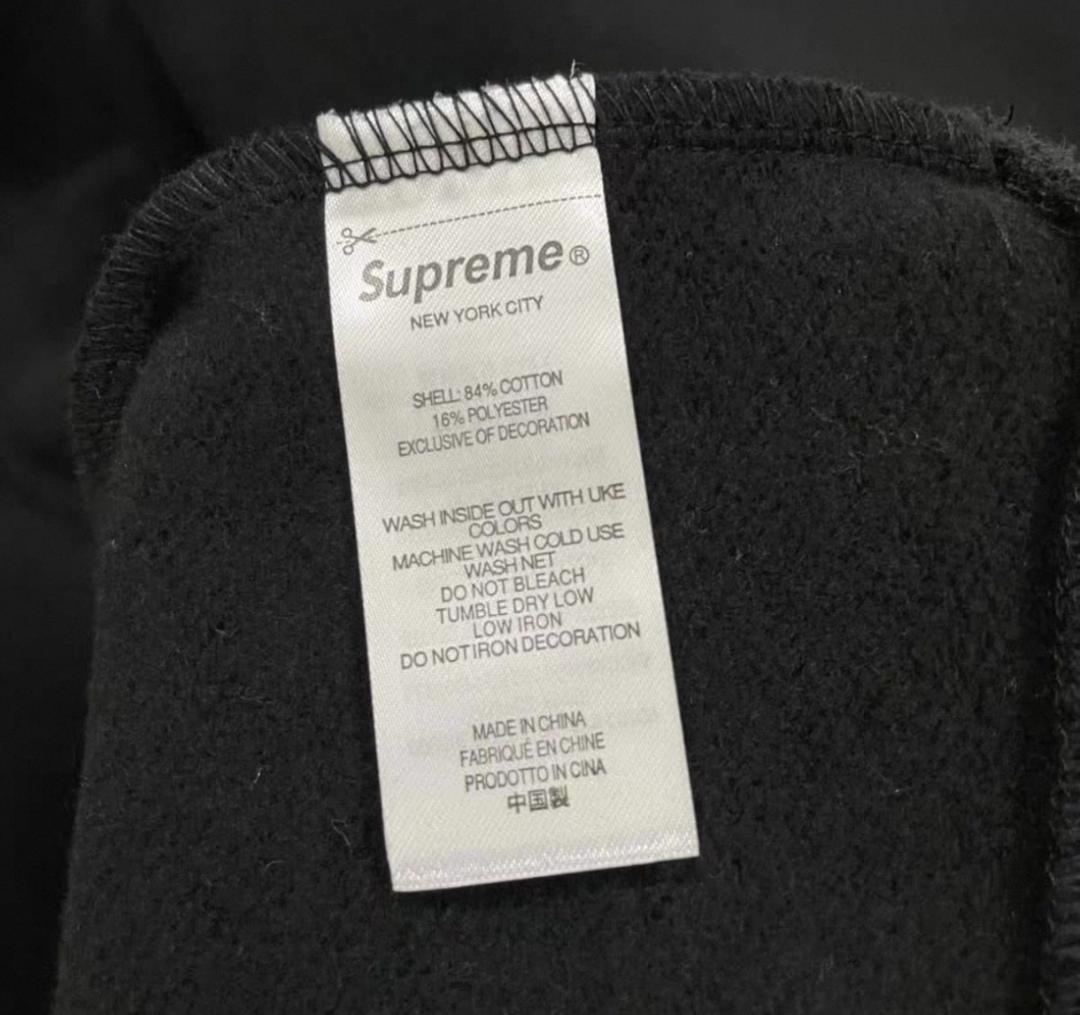 Supreme®
NEW YORK CITY
SHELL: 84% COTTON
16% POLYESTER
EXCLUSIVE OF DECORATION
WASH INSIDE OUT WITH UKE
COLORS
MACHINE WASH COLD USE
WASH NET
DO NOT BLEACH
TUMBLE DRY LOW
LOW IRON
DO NOT IRON DECORATION
MADE IN CHINA
FABRIQUÉ EN CHINE
PRODOTTO IN CINA
中国製